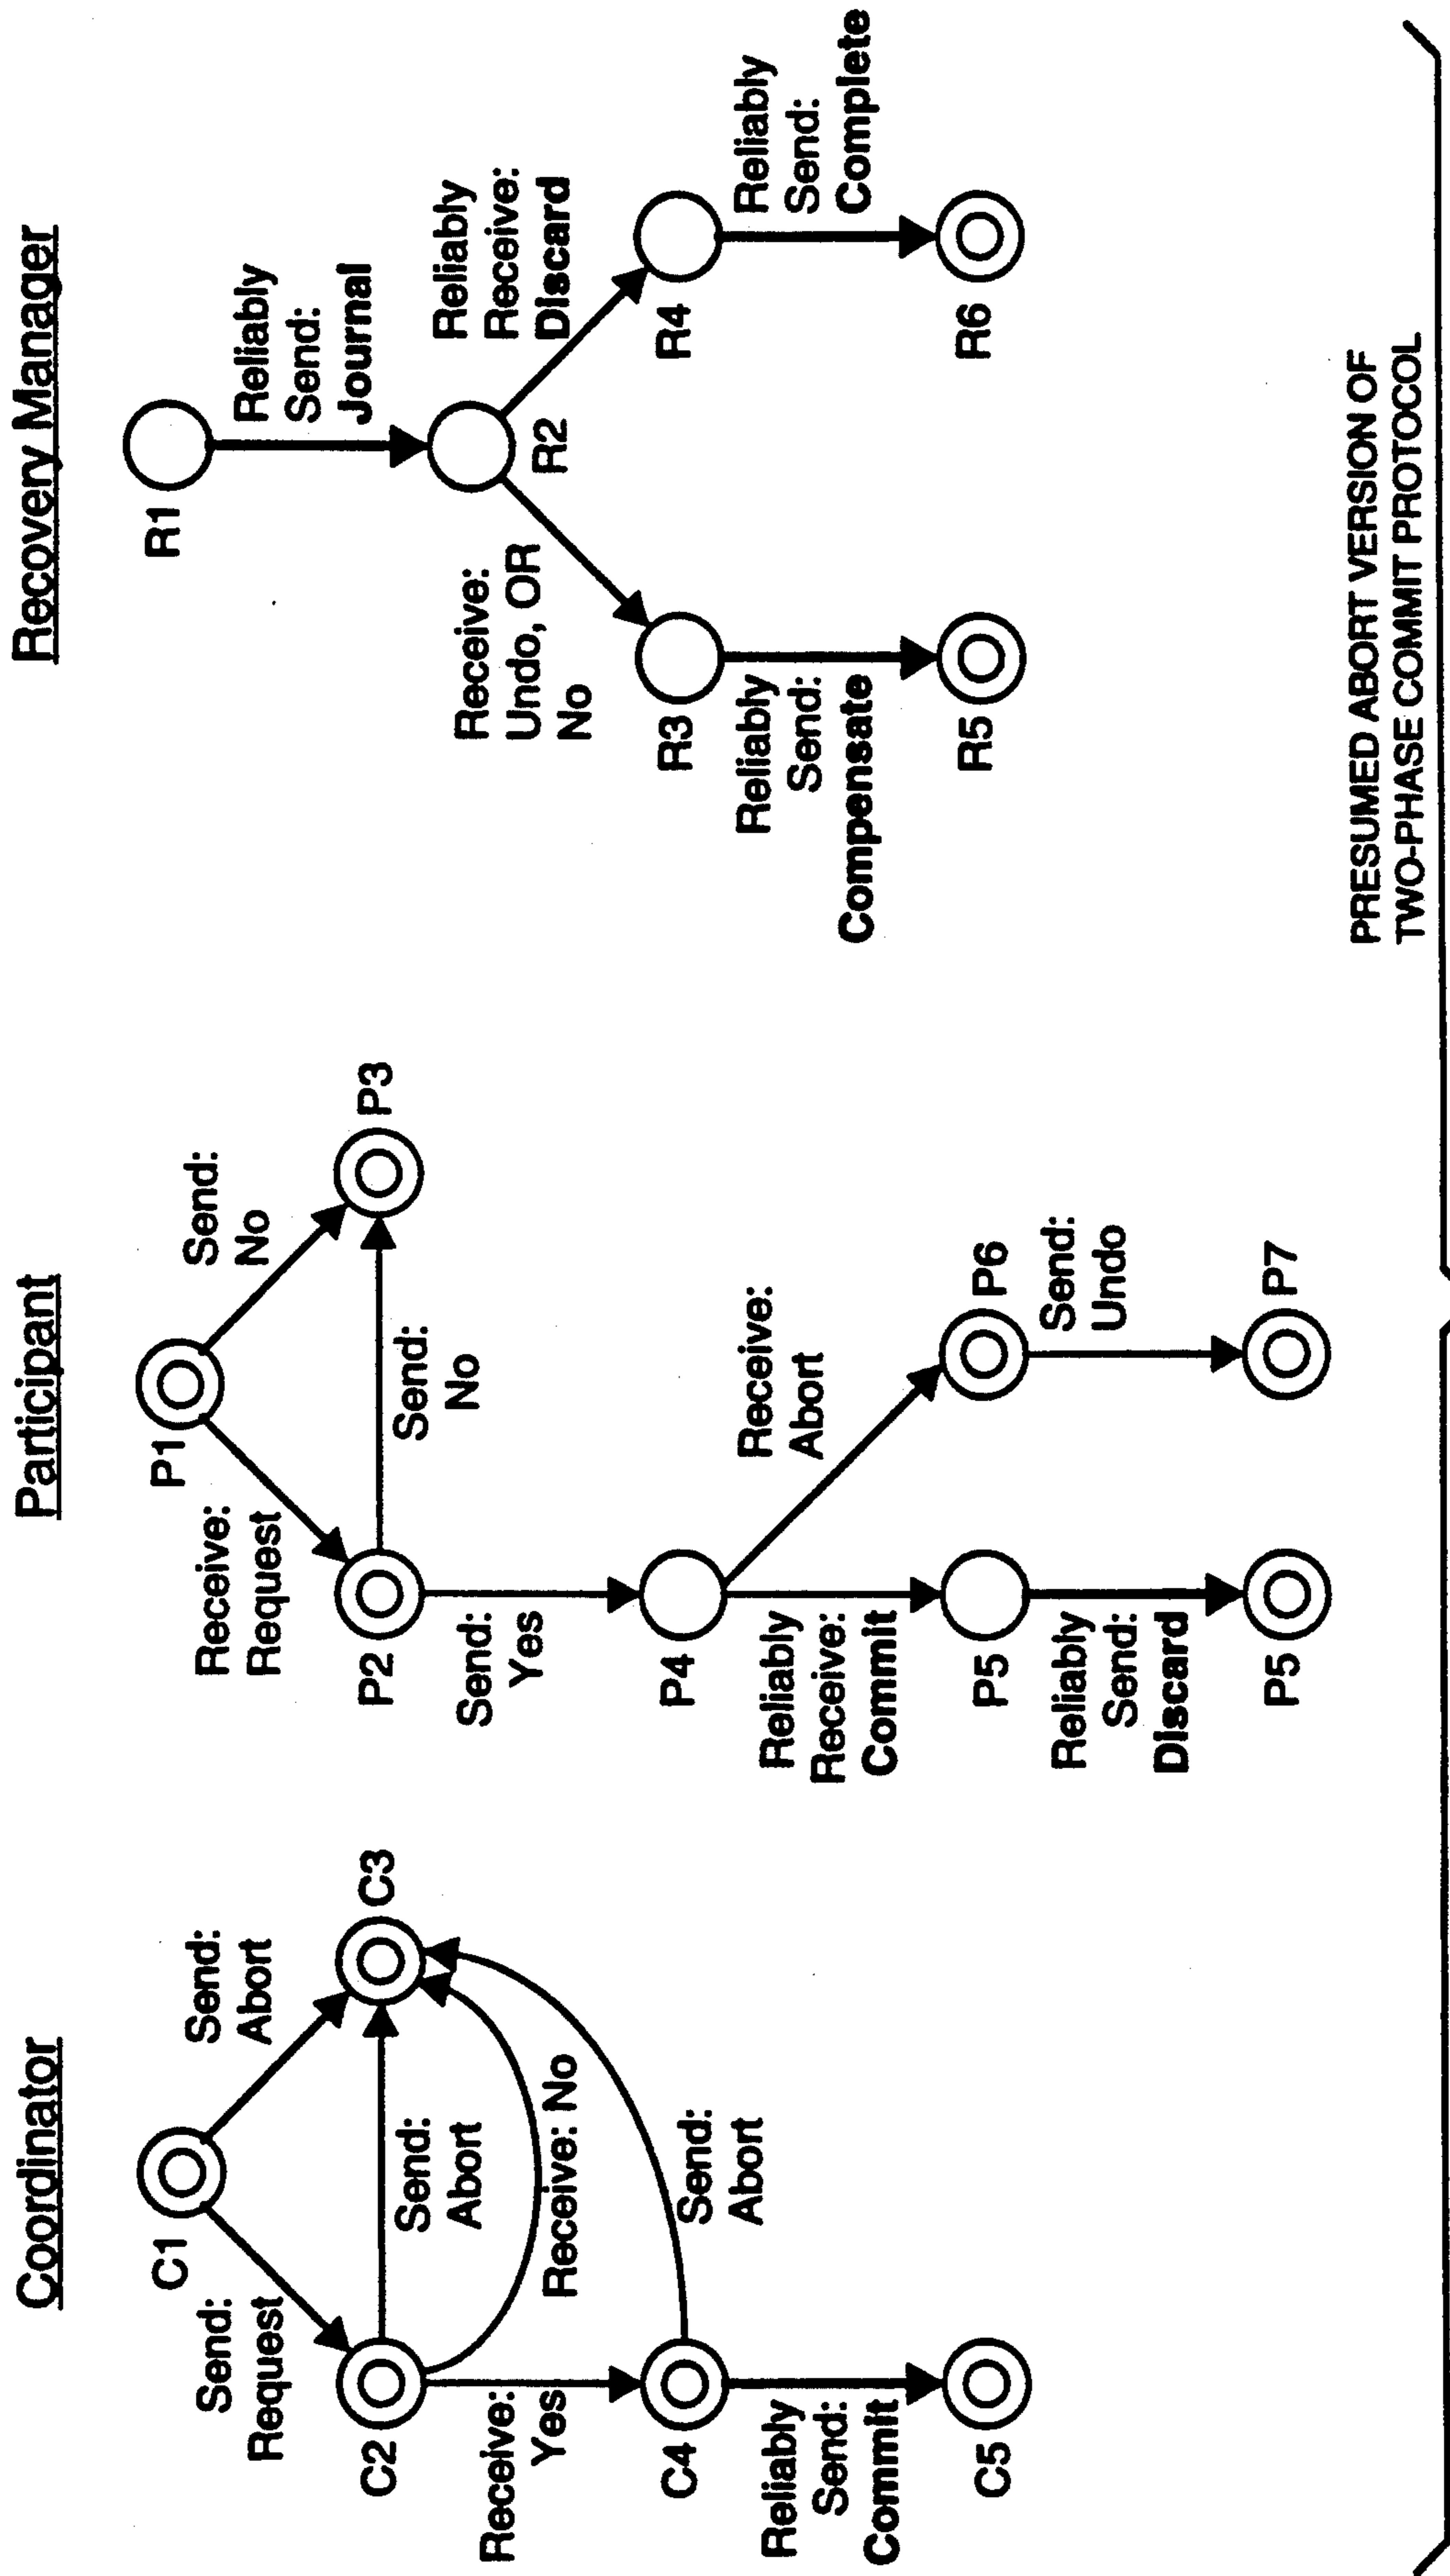 Coordinator
C1
Send:
Request
Send:
Abort
C2
C3
Send:
Abort
Receive: No
Receive:
Yes
C4
Send:
Abort
Reliably
Send:
Commit
C5
Participant
P1
Receive:
Request
Send:
No
P2
P3
Send:
No
Send:
Yes
P4
Receive:
Abort
Reliably
Receive:
Commit
P5
P6
Reliably
Send:
Discard
Send:
Undo
P5
P7
Recovery Manager
R1
Reliably
Send:
Journal
R2
Receive:
Undo, OR
No
Reliably
Receive:
Discard
R3
R4
Reliably
Send:
Compensate
Reliably
Send:
Complete
R5
R6
PRESUMED ABORT VERSION OF
TWO-PHASE COMMIT PROTOCOL